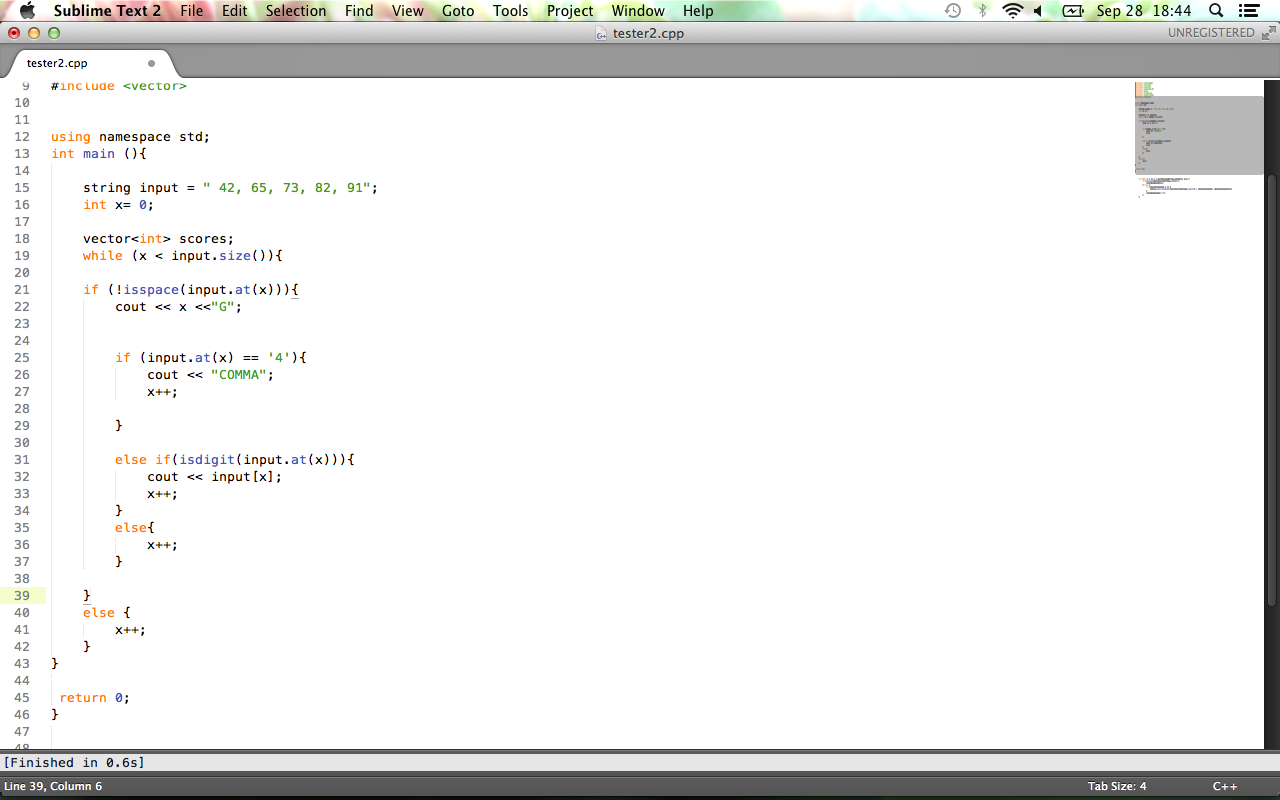 Sublime Text 2 File Edit Selection Find View Goto Tools Project Window Help Sep 28 18:44
tester2.cpp UNREGISTERED
tester2.cpp
9 #include <vector>
10
11
12 using namespace std;
13 int main (){
14
15 string input = " 42, 65, 73, 82, 91";
16 int x= 0;
17
18 vector<int> scores;
19 while (x < input.size()){
20
21 if (!isspace(input.at(x))){
22 cout << x <<"G";
23
24
25 if (input.at(x) == '4'){
26 cout << "COMMA";
27 x++;
28
29 }
30
31 else if(isdigit(input.at(x))){
32 cout << input[x];
33 x++;
34 }
35 else{
36 x++;
37 }
38
39 }
40 else {
41 x++;
42 }
43 }
44
45 return 0;
46 }
47
48
[Finished in 0.6s]
Line 39, Column 6 Tab Size: 4 C++